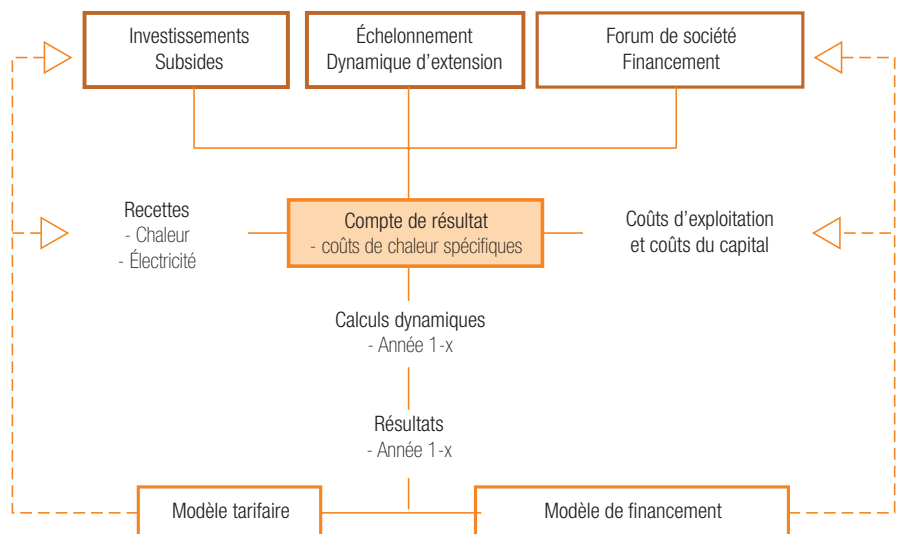 Investissements
Subsides
Échelonnement
Dynamique d'extension
Forum de société
Financement
Recettes
- Chaleur
- Électricité
Compte de résultat
- coûts de chaleur spécifiques
Coûts d'exploitation
et coûts du capital
Calculs dynamiques
- Année 1-x
Résultats
- Année 1-x
Modèle tarifaire
Modèle de financement